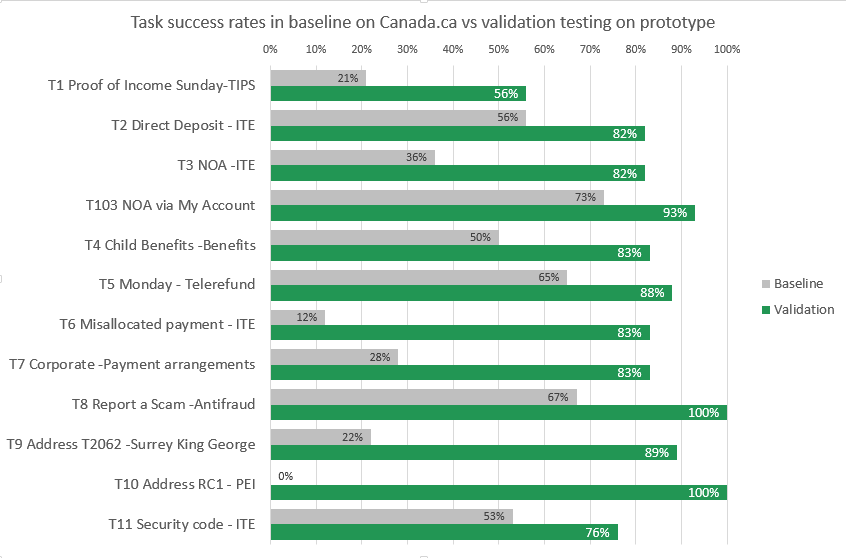 Task success rates in baseline on Canada.ca vs validation testing on prototype
0% 10% 20% 30% 40% 50% 60% 70% 80% 90% 100%
T1 Proof of Income Sunday-TIPS 21% 56%
T2 Direct Deposit - ITE 56% 82%
T3 NOA -ITE 36% 82%
T103 NOA via My Account 73% 93%
T4 Child Benefits -Benefits 50% 83%
T5 Monday - Telerefund 65% 88%
Baseline
Validation
T6 Misallocated payment - ITE 12% 83%
T7 Corporate -Payment arrangements 28% 83%
T8 Report a Scam -Antifraud 67% 100%
T9 Address T2062 -Surrey King George 22% 89%
T10 Address RC1 - PEI 0% 100%
T11 Security code - ITE 53% 76%